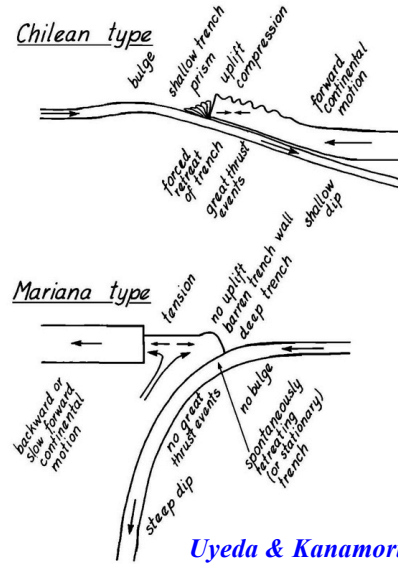 Chilean type
bulge
shallow trench
prism
uplift
compression
forward
continental
motion
forced
retreat
of trench
great thrust
events
shallow
dip
Mariana type
tension
no uplift
barren trench wall
deep trench
backward or
slow forward
continental
motion
no great
thrust events
no bulge
spontaneously
retreating
(or stationary)
trench
steep dip
Uyeda & Kanamori